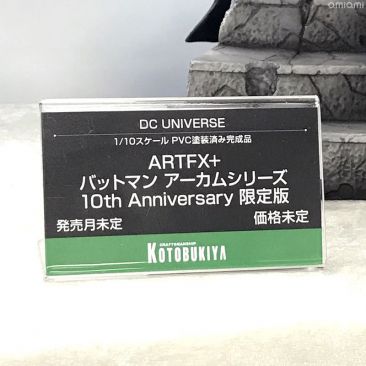 amiami
DC UNIVERSE
1/10スケール PVC塗装済み完成品
ARTFX+
バットマン アーカムシリーズ
10th Anniversary 限定版
発売月未定 価格未定
CRAFTSMANSHIP
KOTOBUKIYA